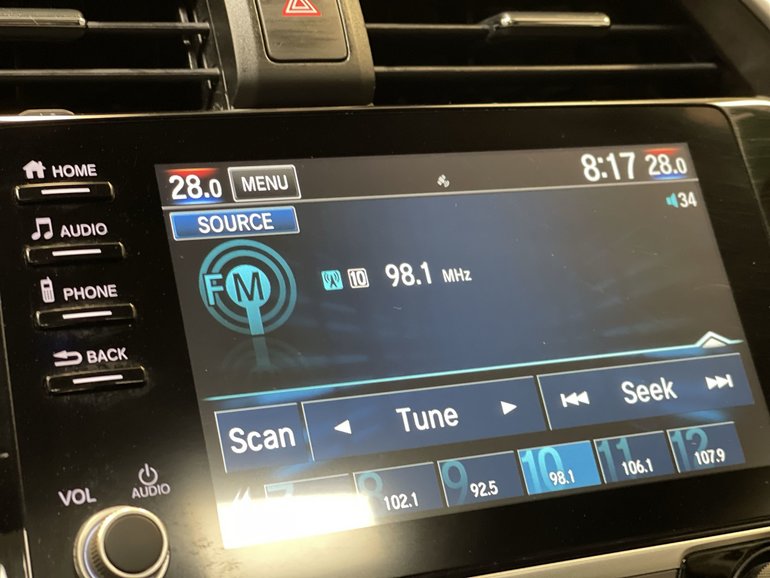 HOME
AUDIO
PHONE
BACK
VOL
AUDIO
28.0 MENU 8:17 28.0
SOURCE 34
FM 10 98.1 MHz
Scan Tune Seek
7
8 102.1
9 92.5
10 98.1
11 106.1
12 107.9